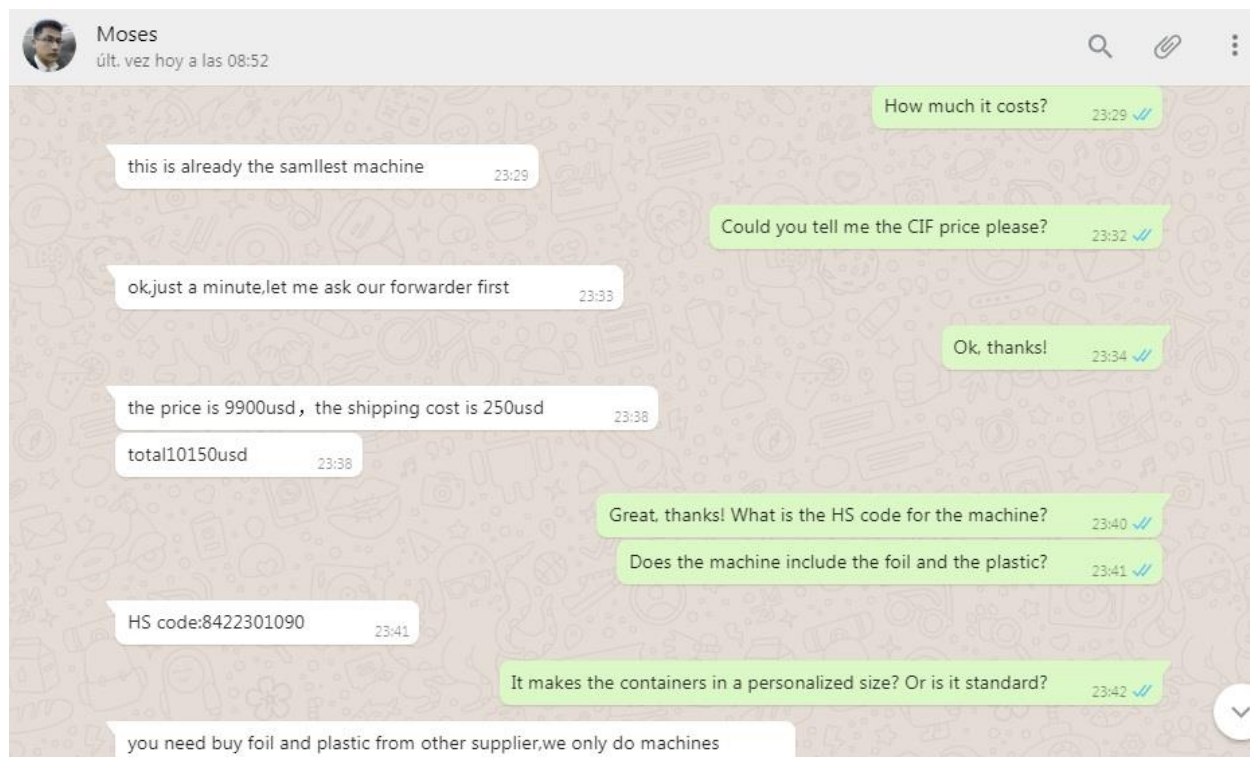 Moses
últ. vez hoy a las 08:52
How much it costs? 23:29
this is already the samllest machine 23:29
Could you tell me the CIF price please? 23:32
ok,just a minute,let me ask our forwarder first 23:33
Ok, thanks! 23:34
the price is 9900usd，the shipping cost is 250usd 23:38
total10150usd 23:38
Great, thanks! What is the HS code for the machine? 23:40
Does the machine include the foil and the plastic? 23:41
HS code:8422301090 23:41
It makes the containers in a personalized size? Or is it standard? 23:42
you need buy foil and plastic from other supplier,we only do machines